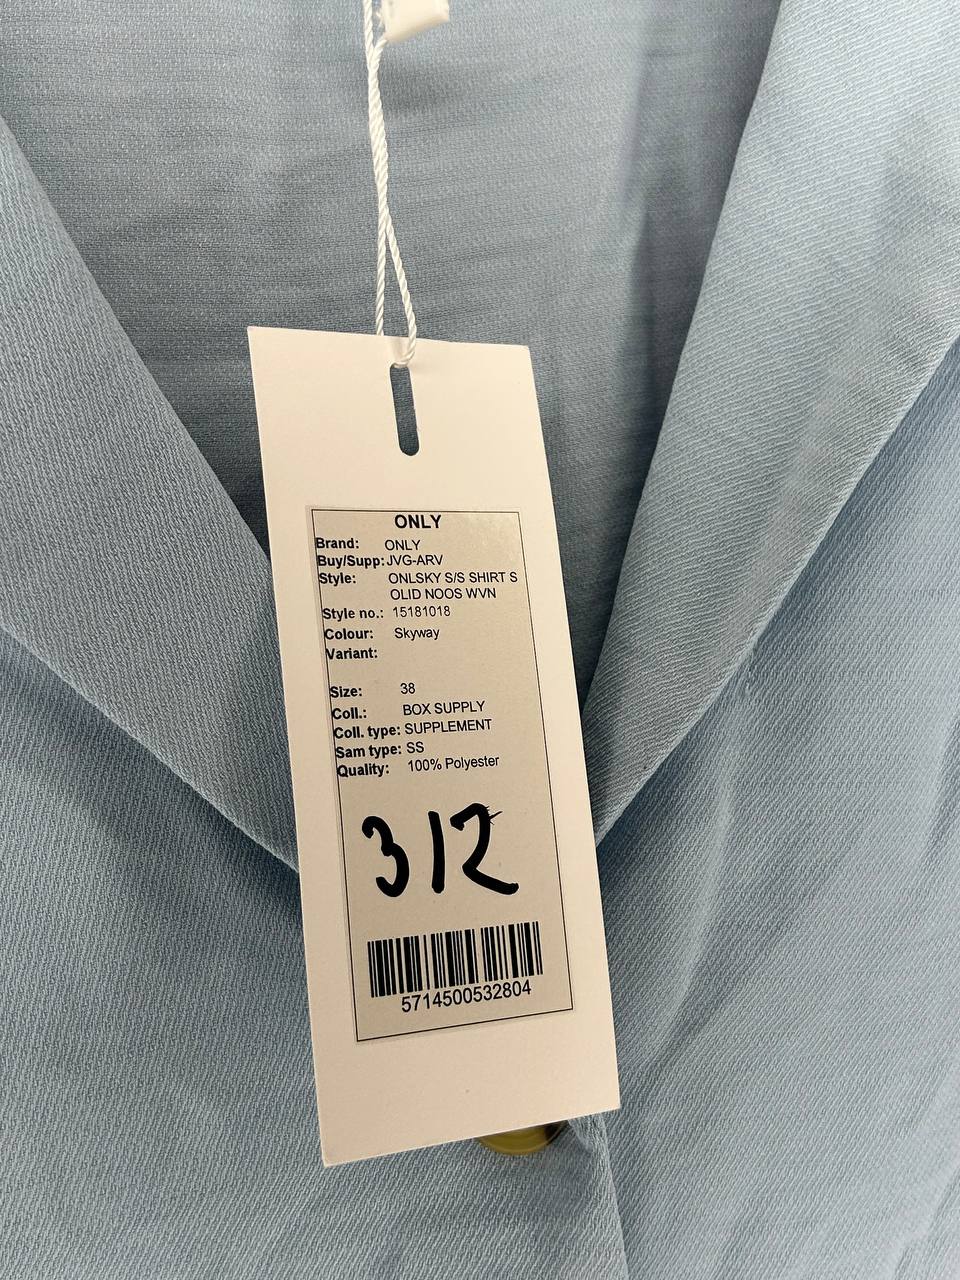 ONLY
Brand: ONLY
Buy/Supp: JVG-ARV
Style: ONLSKY S/S SHIRT S
OLID NOOS WVN
Style no.: 15181018
Colour: Skyway
Variant:
Size: 38
Coll.: BOX SUPPLY
Coll. type: SUPPLEMENT
Sam type: SS
Quality: 100% Polyester
312
5714500532804